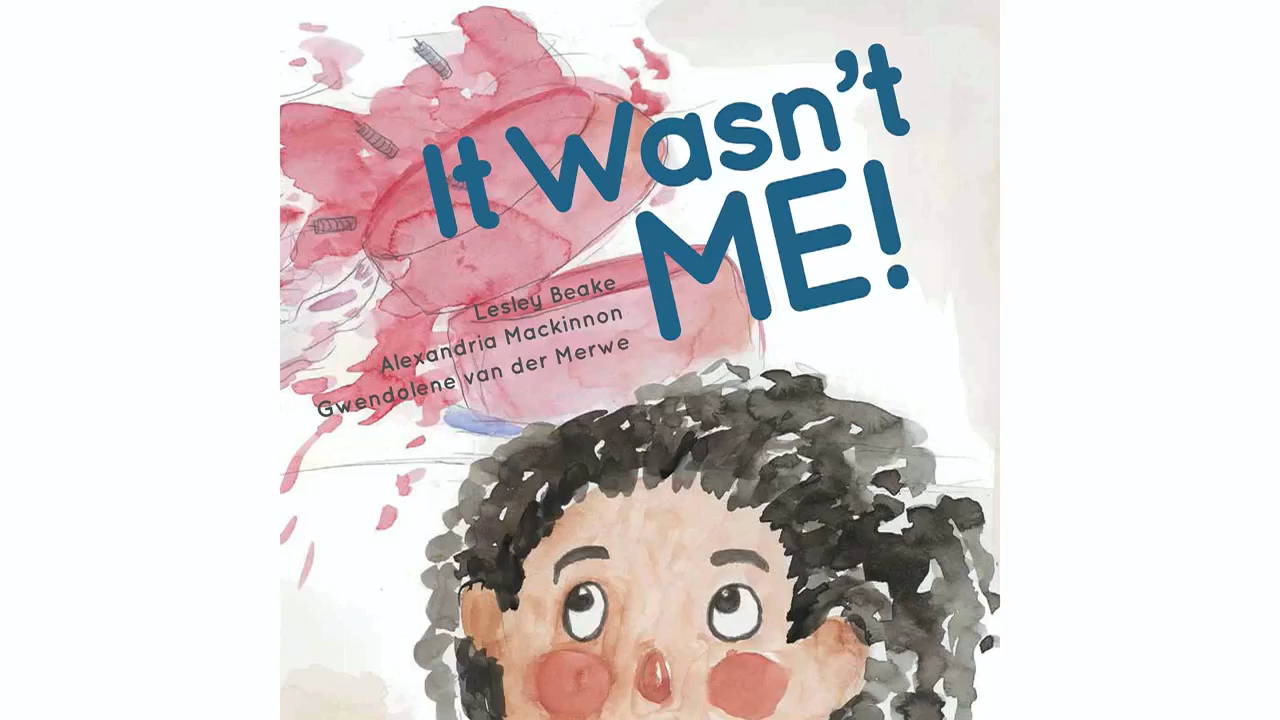 It Wasn't
ME!
Lesley Beake
Alexandria Mackinnon
Gwendolene van der Merwe